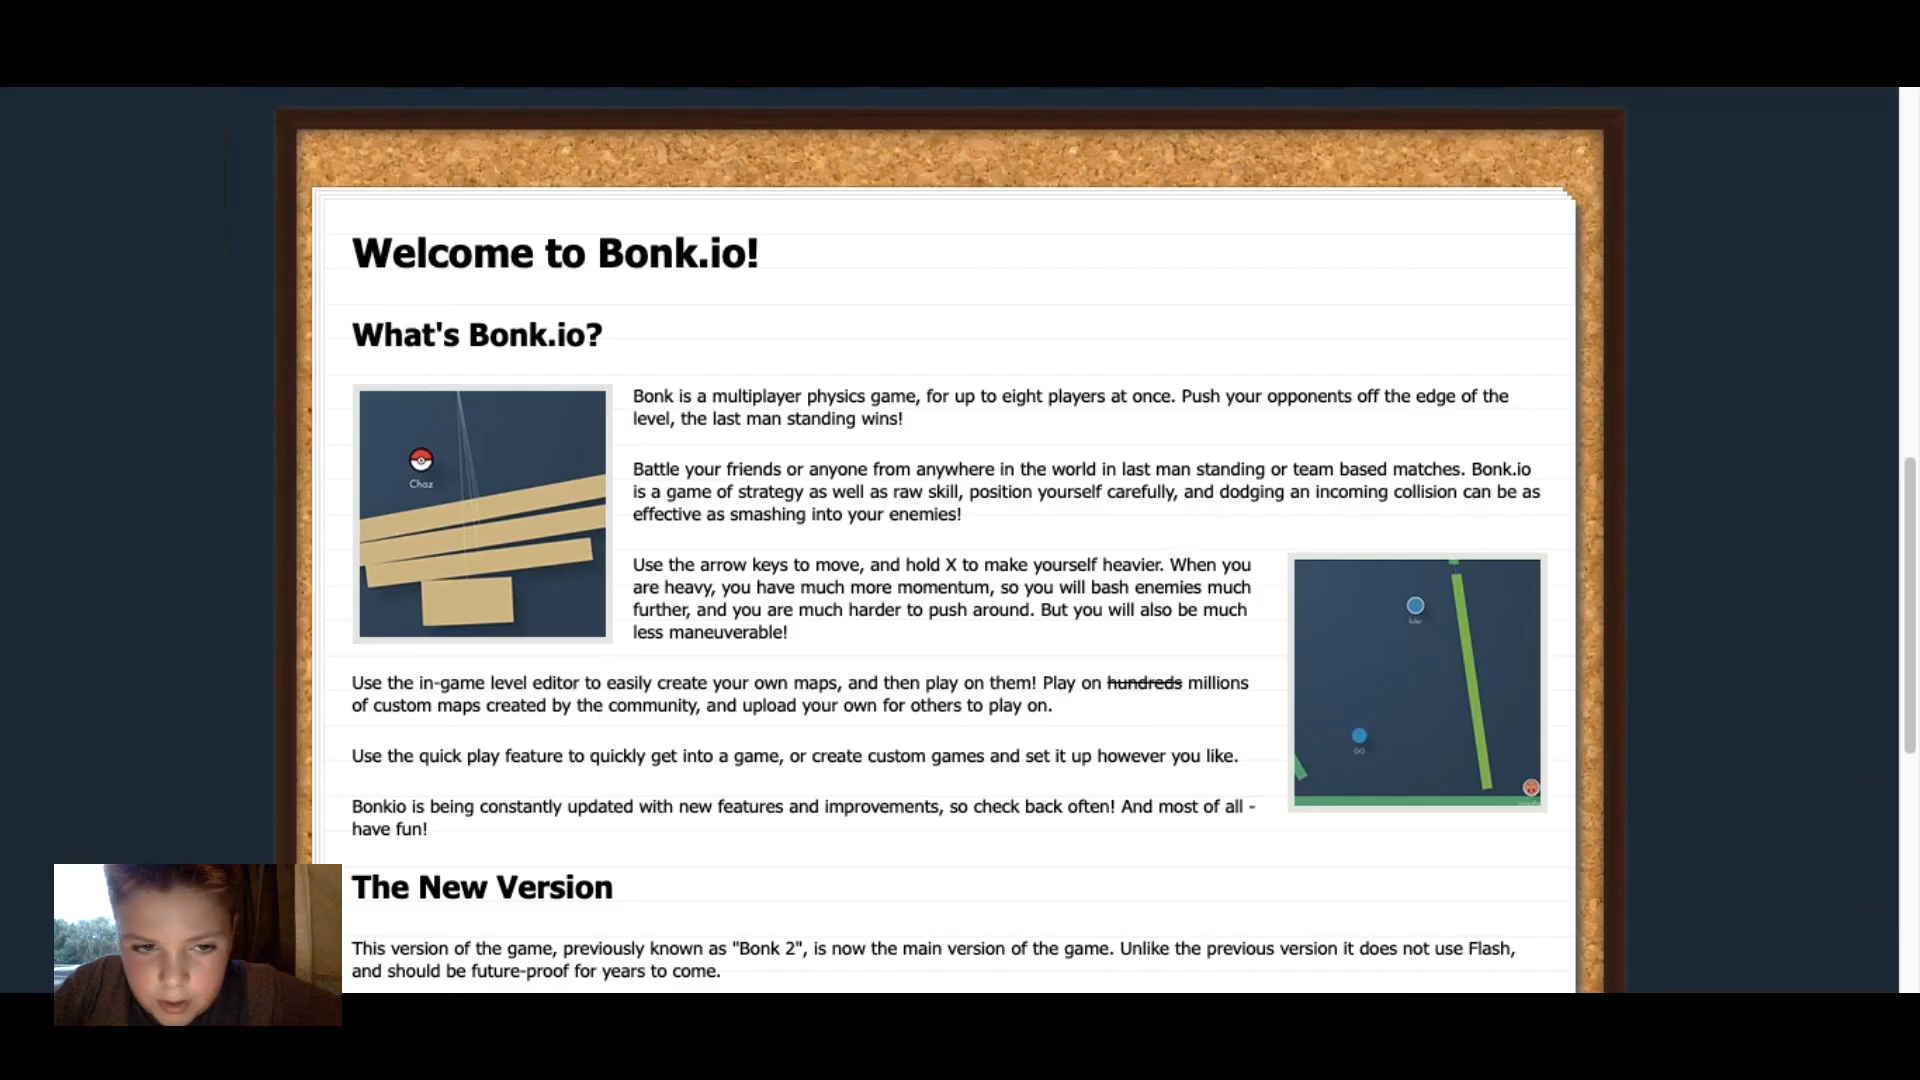 Welcome to Bonk.io!
What's Bonk.io?
Chaz
Bonk is a multiplayer physics game, for up to eight players at once. Push your opponents off the edge of the
level, the last man standing wins!
Battle your friends or anyone from anywhere in the world in last man standing or team based matches. Bonk.io
is a game of strategy as well as raw skill, position yourself carefully, and dodging an incoming collision can be as
effective as smashing into your enemies!
Use the arrow keys to move, and hold X to make yourself heavier. When you
are heavy, you have much more momentum, so you will bash enemies much
further, and you are much harder to push around. But you will also be much
less maneuverable!
Use the in-game level editor to easily create your own maps, and then play on them! Play on hundreds millions
of custom maps created by the community, and upload your own for others to play on.
Use the quick play feature to quickly get into a game, or create custom games and set it up however you like.
Bonkio is being constantly updated with new features and improvements, so check back often! And most of all -
have fun!
The New Version
This version of the game, previously known as "Bonk 2", is now the main version of the game. Unlike the previous version it does not use Flash,
and should be future-proof for years to come.